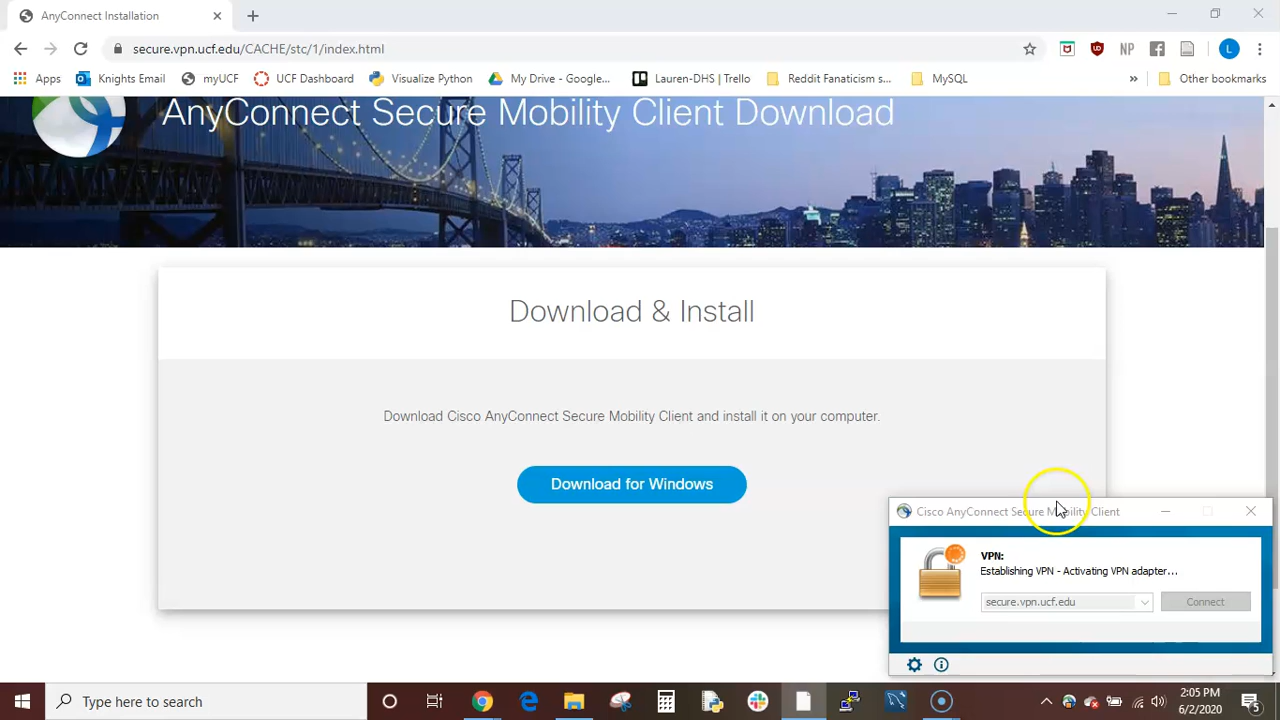 AnyConnect Installation
secure.vpn.ucf.edu/CACHE/stc/1/index.html
NP
L
Apps
Knights Email
myUCF
UCF Dashboard
Visualize Python
My Drive - Google...
Lauren-DHS | Trello
Reddit Fanaticism s...
MySQL
»
Other bookmarks
AnyConnect Secure Mobility Client Download
Download & Install
Download Cisco AnyConnect Secure Mobility Client and install it on your computer.
Download for Windows
Cisco AnyConnect Secure Mobility Client
VPN:
Establishing VPN - Activating VPN adapter...
secure.vpn.ucf.edu
Connect
Type here to search
2:05 PM
6/2/2020
5